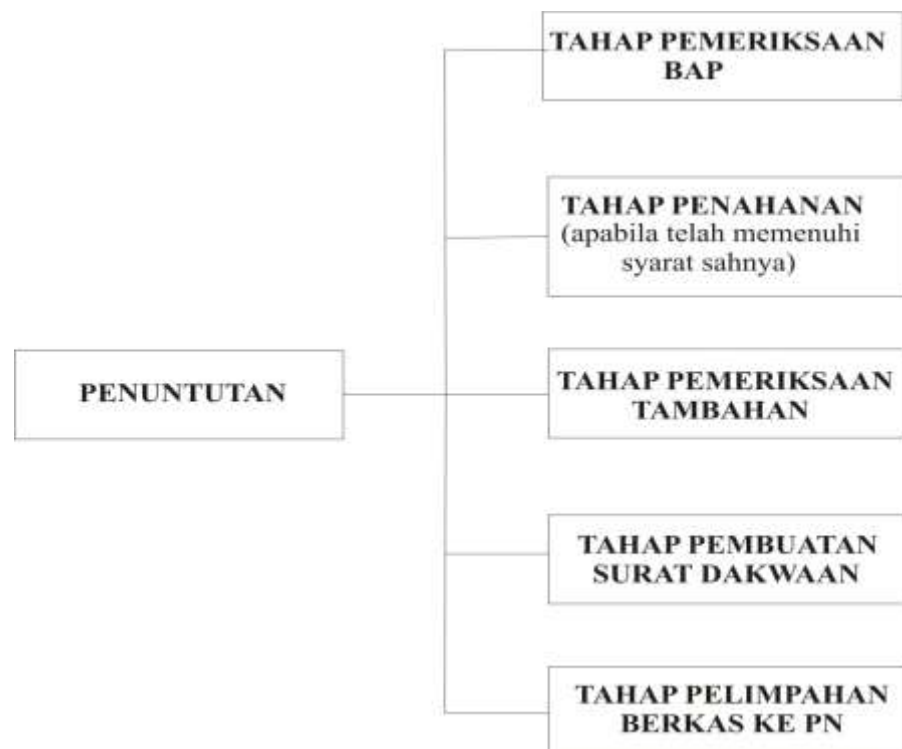 TAHAP PEMERIKSAAN
BAP
TAHAP PENAHANAN
(apabila telah memenuhi
syarat sahnya)
PENUNTUTAN
TAHAP PEMERIKSAAN
TAMBAHAN
TAHAP PEMBUATAN
SURAT DAKWAAN
TAHAP PELIMPAHAN
BERKAS KE PN